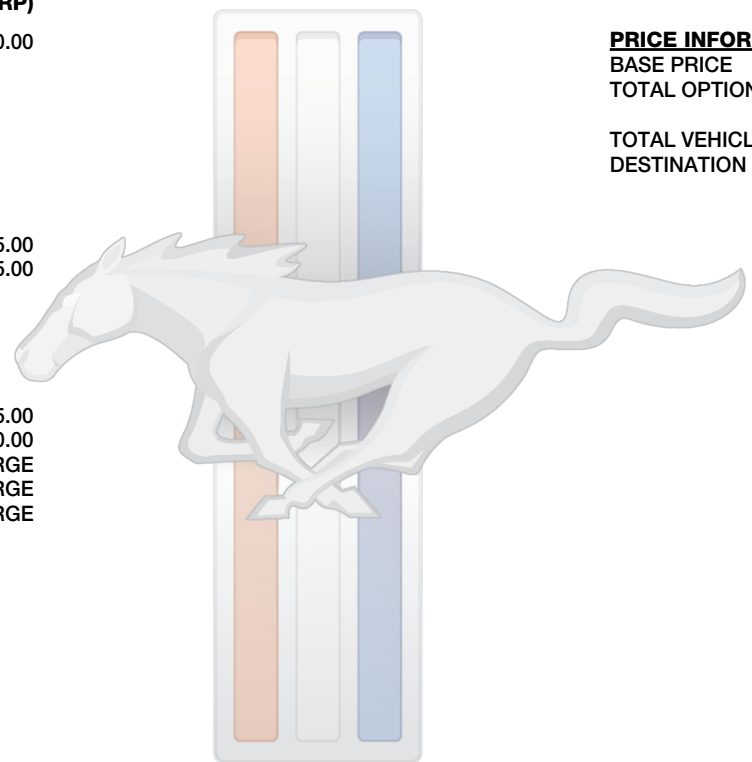 RP)
0.00
5.00
5.00
5.00
0.00
RGE
RGE
RGE
PRICE INFOR
BASE PRICE
TOTAL OPTION
TOTAL VEHICL
DESTINATION